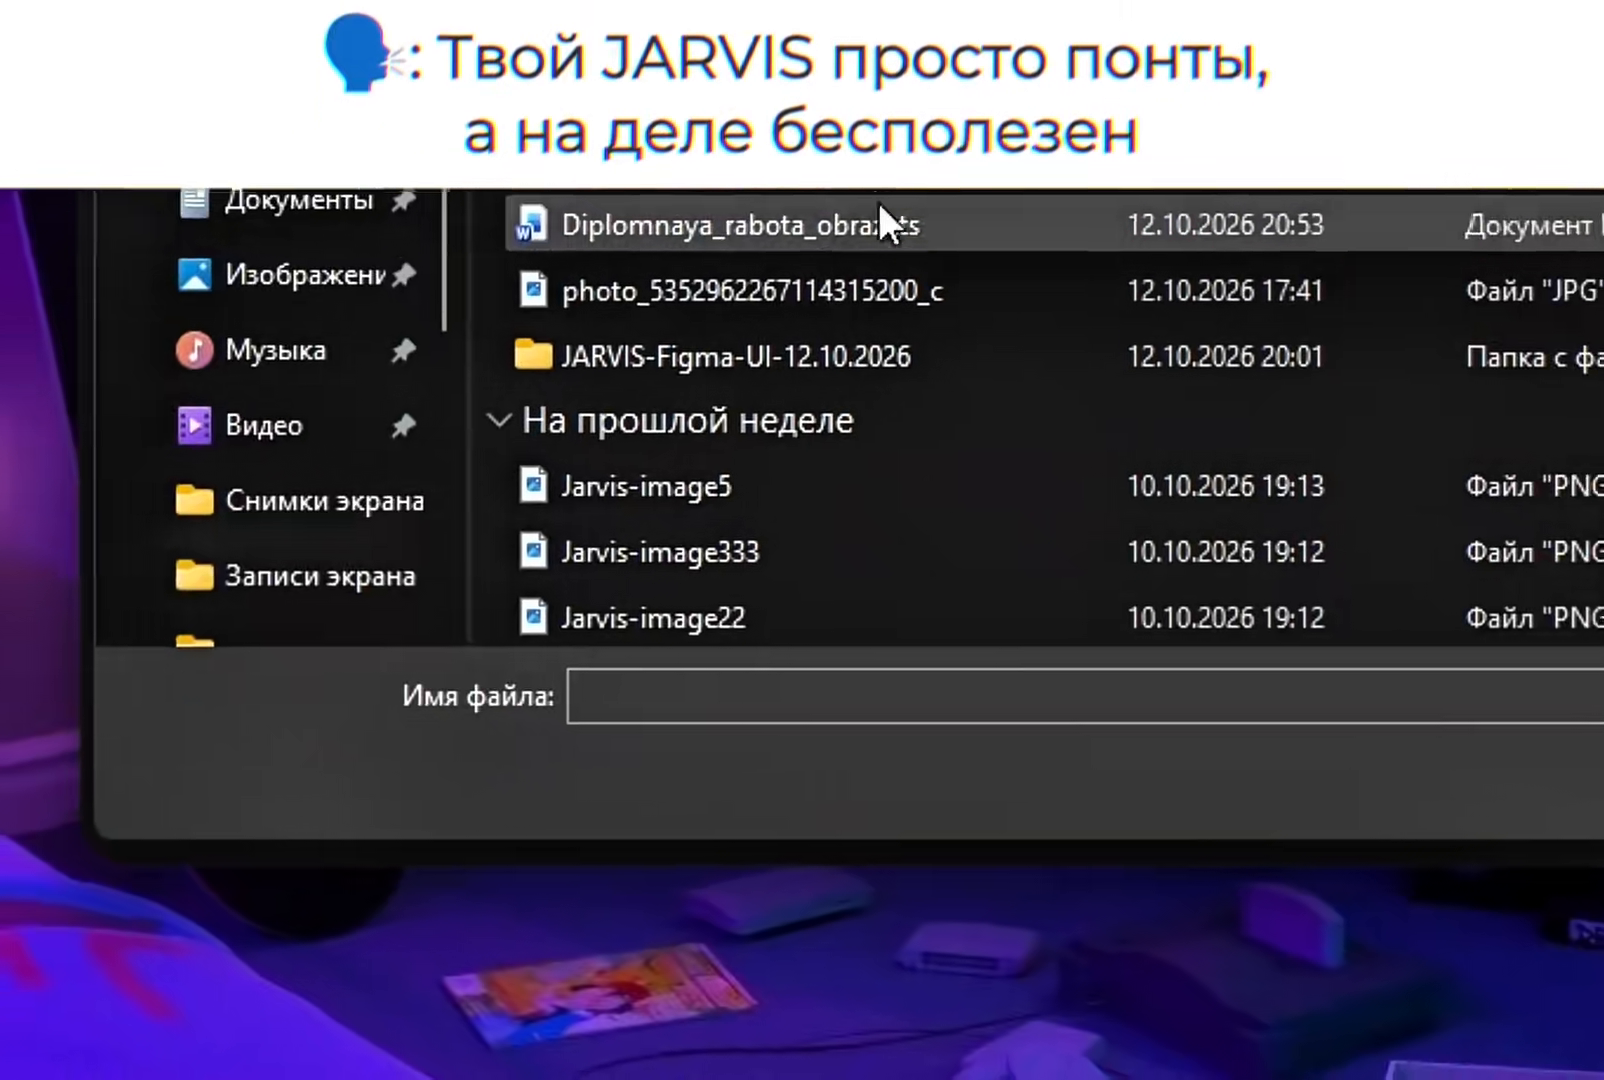 : Твой JARVIS просто понты,
а на деле бесполезен
Документы
Diplomnaya_rabota_obrazets 12.10.2026 20:53 Документ
Изображени
photo_5352962267114315200_c 12.10.2026 17:41 Файл "JPG"
JARVIS-Figma-UI-12.10.2026 12.10.2026 20:01 Папка с фа
Музыка
На прошлой неделе
Видео
Jarvis-image5 10.10.2026 19:13 Файл "PNG
Снимки экрана
Jarvis-image333 10.10.2026 19:12 Файл "PNG
Записи экрана
Jarvis-image22 10.10.2026 19:12 Файл "PNG
Имя файла: